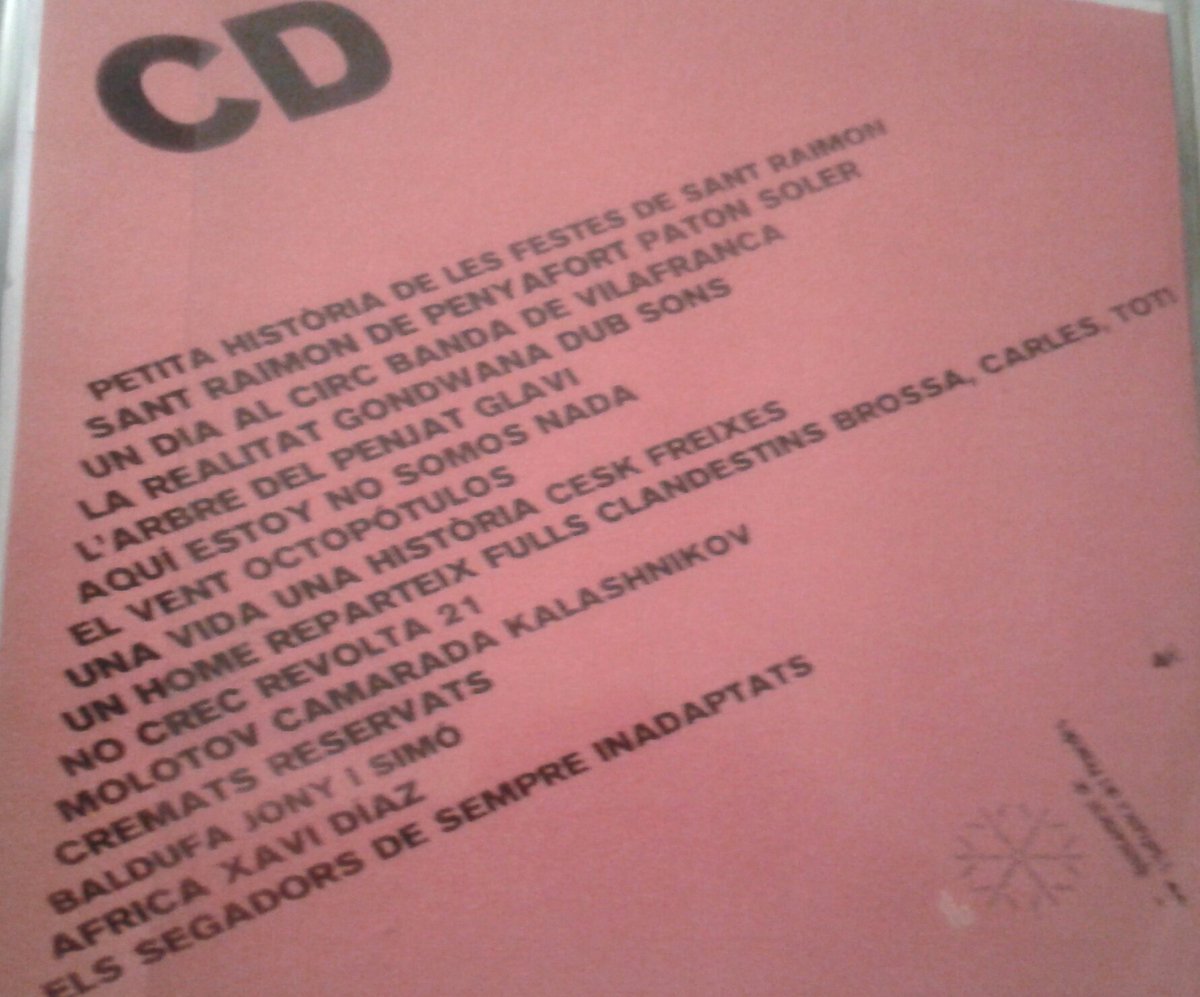 CD
PETITA HISTÒRIA DE LES FESTES DE SANT RAIMON
SANT RAIMON DE PENYAFORT PATON SOLER
UN DIA AL CIRC BANDA DE VILAFRANCA
LA REALITAT GONDWANA DUB SONS
L'ARBRE DEL PENJAT GLAVI
AQUÍ ESTOY NO SOMOS NADA
EL VENT OCTOPÓTULOS
UNA VIDA UNA HISTÒRIA CESK FREIXES
UN HOME REPARTEIX FULLS CLANDESTINS BROSSA, CARLES, TOTI
NO CREC REVOLTA 21
MOLOTOV CAMARADA KALASHNIKOV
CREMATS RESERVATS
BALDUFA JONY I SIMÓ
AFRICA XAVI DÍAZ
ELS SEGADORS DE SEMPRE INADAPTATS